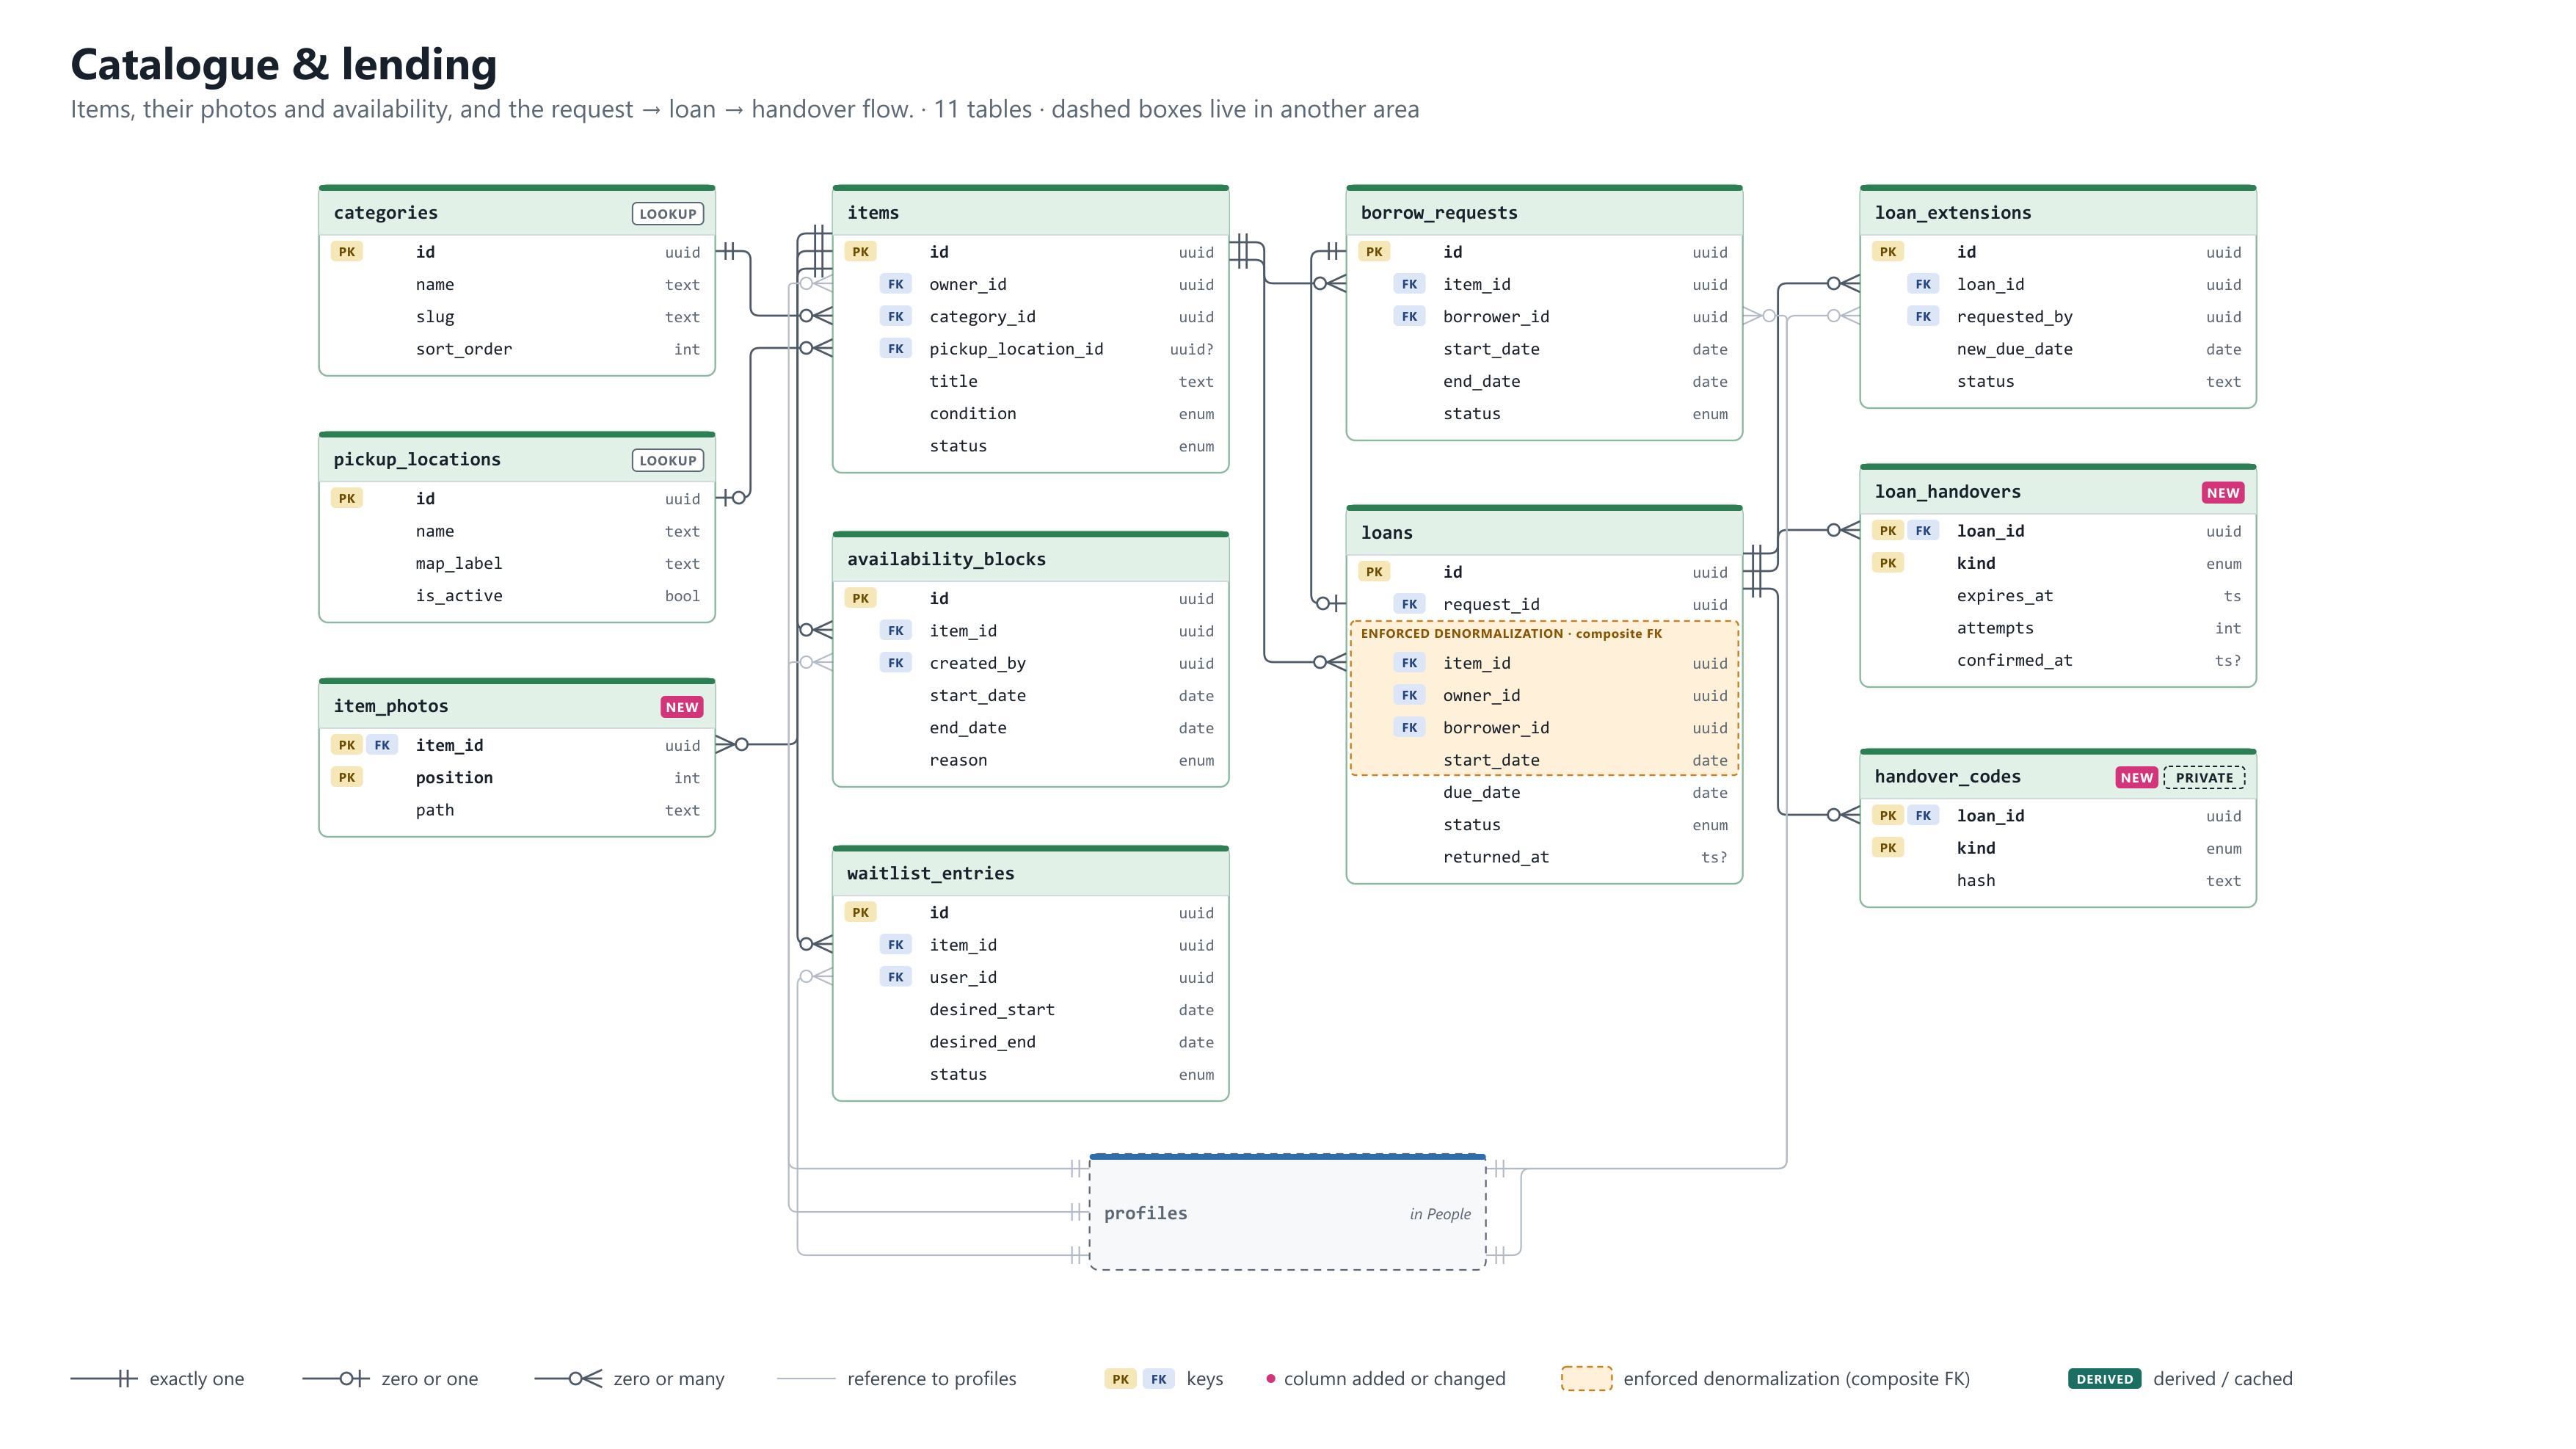 Catalogue & lending
Items, their photos and availability, and the request → loan → handover flow. · 11 tables · dashed boxes live in another area
categories LOOKUP
PK id uuid
name text
slug text
sort_order int
pickup_locations LOOKUP
PK id uuid
name text
map_label text
is_active bool
item_photos NEW
PK FK item_id uuid
PK position int
path text
items
PK id uuid
FK owner_id uuid
FK category_id uuid
FK pickup_location_id uuid?
title text
condition enum
status enum
availability_blocks
PK id uuid
FK item_id uuid
FK created_by uuid
start_date date
end_date date
reason enum
waitlist_entries
PK id uuid
FK item_id uuid
FK user_id uuid
desired_start date
desired_end date
status enum
borrow_requests
PK id uuid
FK item_id uuid
FK borrower_id uuid
start_date date
end_date date
status enum
loans
PK id uuid
FK request_id uuid
ENFORCED DENORMALIZATION · composite FK
FK item_id uuid
FK owner_id uuid
FK borrower_id uuid
start_date date
due_date date
status enum
returned_at ts?
loan_extensions
PK id uuid
FK loan_id uuid
FK requested_by uuid
new_due_date date
status text
loan_handovers NEW
PK FK loan_id uuid
PK kind enum
expires_at ts
attempts int
confirmed_at ts?
handover_codes NEW PRIVATE
PK FK loan_id uuid
PK kind enum
hash text
profiles in People
exactly one
zero or one
zero or many
reference to profiles
PK FK keys
column added or changed
enforced denormalization (composite FK)
DERIVED derived / cached